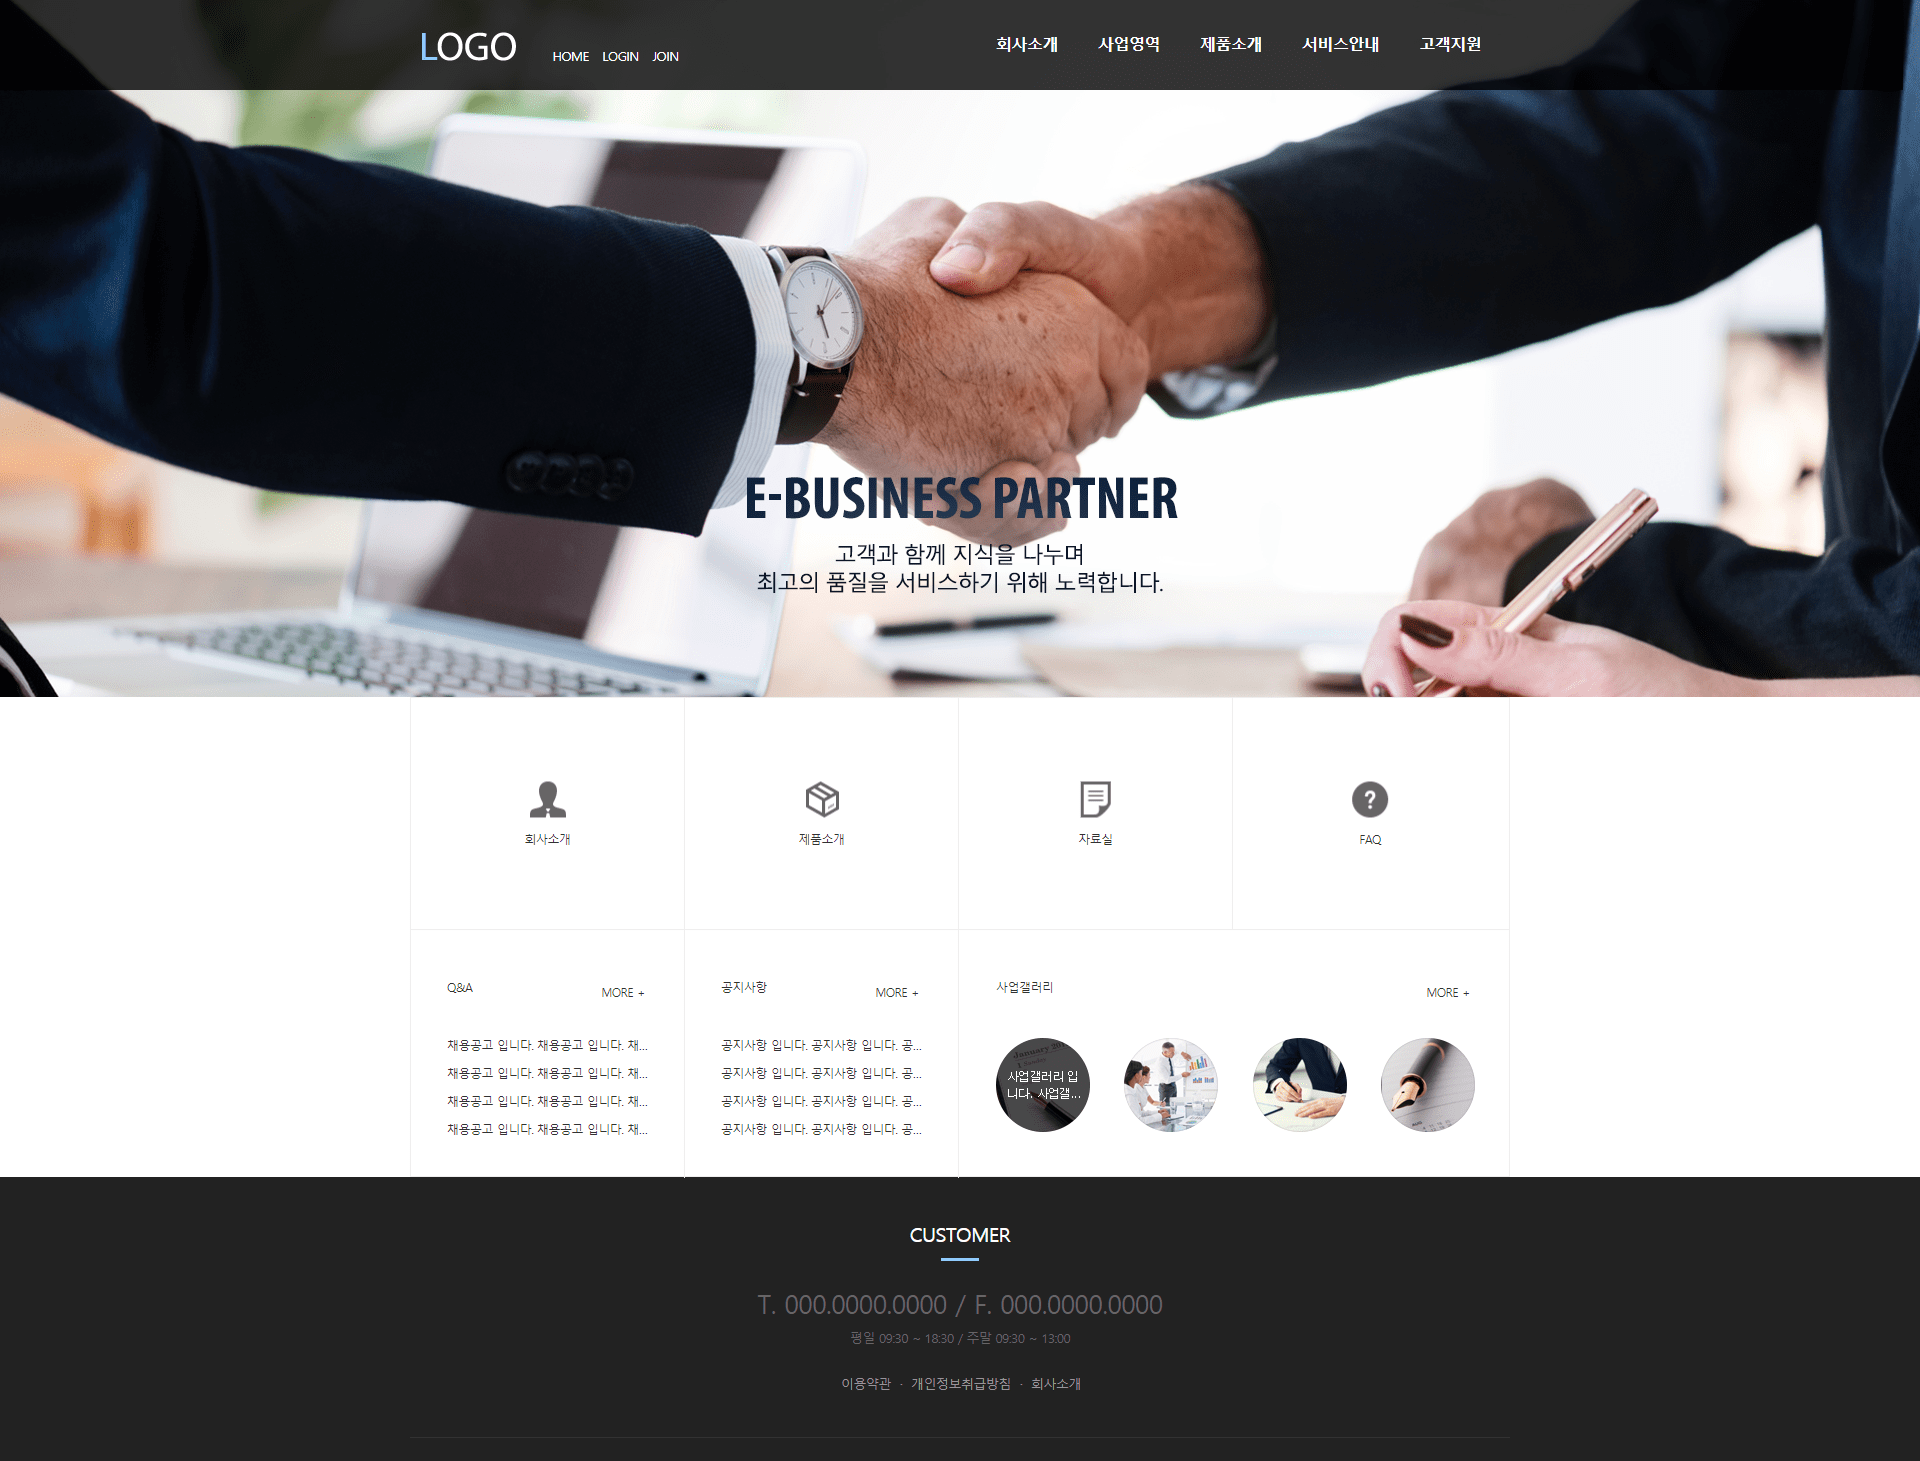 LOGO
HOME LOGIN JOIN
회사소개 사업영역 제품소개 서비스안내 고객지원
E-BUSINESS PARTNER
고객과 함께 지식을 나누며
최고의 품질을 서비스하기 위해 노력합니다.
회사소개
제품소개
자료실
FAQ
Q&A
MORE +
채용공고 입니다. 채용공고 입니다. 채...
채용공고 입니다. 채용공고 입니다. 채...
채용공고 입니다. 채용공고 입니다. 채...
채용공고 입니다. 채용공고 입니다. 채...
공지사항
MORE +
공지사항 입니다. 공지사항 입니다. 공...
공지사항 입니다. 공지사항 입니다. 공...
공지사항 입니다. 공지사항 입니다. 공...
공지사항 입니다. 공지사항 입니다. 공...
사업갤러리
MORE +
사업갤러리 입
니다. 사업갤...
CUSTOMER
T. 000.0000.0000 / F. 000.0000.0000
평일 09:30 ~ 18:30 / 주말 09:30 ~ 13:00
이용약관 · 개인정보취급방침 · 회사소개